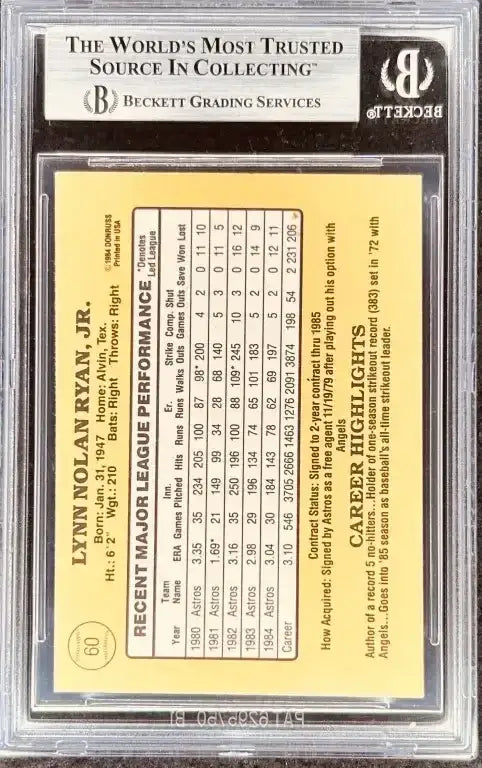 THE WORLD'S MOST TRUSTED
SOURCE IN COLLECTING™
B BECKETT GRADING SERVICES
B
BECKETT®
60
LYNN NOLAN RYAN, JR.
Born: Jan. 31, 1947 Home: Alvin, Tex.
Ht.: 6'2" Wgt.: 210 Bats: Right Throws: Right
© 1984 DONRUSS
Printed in USA
RECENT MAJOR LEAGUE PERFORMANCE *Denotes
Led League
Team Inn. Er. Strike Comp. Shut
Year Name ERA Games Pitched Hits Runs Runs Walks Outs Games Outs Save Won Lost
1980 Astros 3.35 35 234 205 100 87 98* 200 4 2 0 11 10
1981 Astros 1.69* 21 149 99 34 28 68 140 5 3 0 11 5
1982 Astros 3.16 35 250 196 100 88 109* 245 10 3 0 16 12
1983 Astros 2.98 29 196 134 74 65 101 183 5 2 0 14 9
1984 Astros 3.04 30 184 143 78 62 69 197 5 2 0 12 11
Career 3.10 546 3705 2666 1463 1276 2091 3874 198 54 2 231 206
Contract Status: Signed to 2-year contract thru 1985
How Acquired: Signed by Astros as a free agent 11/19/79 after playing out his option with
Angels
CAREER HIGHLIGHTS
Author of a record 5 no-hitters...Holder of one-season strikeout record (383) set in '72 with
Angels...Goes into '85 season as baseball's all-time strikeout leader.
PAT 6295750 B1